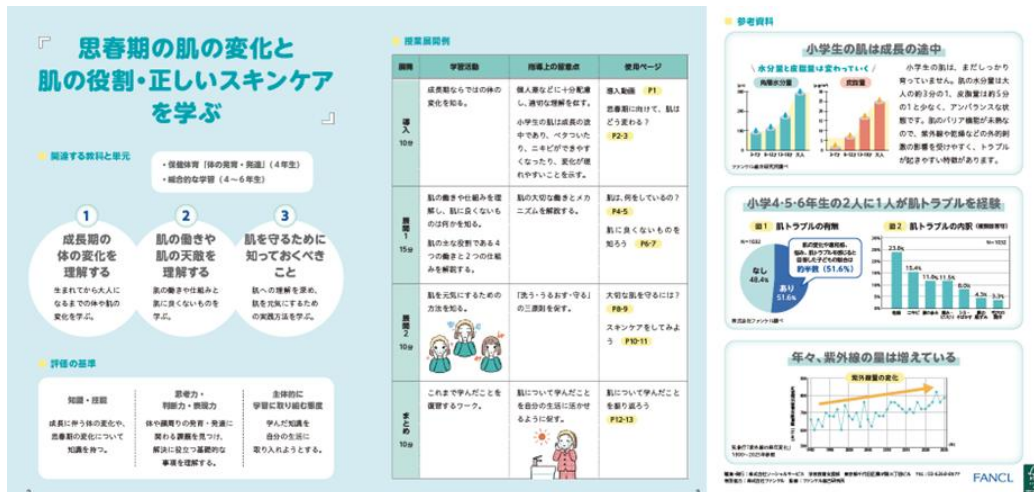 思春期の肌の変化と
肌の役割・正しいスキンケア
を学ぶ
関連する教科と単元
・保健体育「体の発育・発達」(4年生)
・総合的な学習(4~6年生)
1
成長期の
体の変化を
理解する
生まれてから大人に
なるまでの体や肌の
変化を学ぶ。
2
肌の働きや
肌の天敵を
理解する
肌の働きや仕組みと
肌に良くないものを
学ぶ。
3
肌を守るために
知っておくべき
こと
肌への理解を深め、
肌を元気にするため
の実践方法を学ぶ。
評価の基準
知識・技能
成長に伴う体の変化や、
思春期の変化について
知識を持つ。
思考力・
判断力・表現力
体や顔周りの発育・発達に
関わる課題を見つけ、
解決に役立つ基礎的な
事項を理解する。
主体的に
学習に取り組む態度
学んだ知識を
自分の生活に
取り入れようとする。
授業展開例
展開
学習活動
指導上の留意点
使用ページ
導入
10分
成長期ならではの体の
変化を知る。
個人差などに十分配慮
し、適切な理解を促す。
小学生の肌は成長の途
中であり、ベタついた
り、ニキビができやす
くなったり、変化が現
れやすいことを示す。
導入動画 P1
思春期に向けて、肌は
どう変わる?
P2-3
展開1
15分
肌の働きや仕組みを理
解し、肌に良くないも
のは何かを知る。
肌の主な役割である4
つの働きと2つの仕組
みを解説する。
肌の大切な働きとメカ
ニズムを解説する。
肌は、何をしているの?
P4-5
肌に良くないものを
知ろう P6-7
展開2
10分
肌を元気にするための
方法を知る。
「洗う・うるおす・守る」
の三原則を促す。
大切な肌を守るには?
P8-9
スキンケアをしてみよ
う P10-11
まとめ
10分
これまで学んだことを
復習するワーク。
肌について学んだこと
を自分の生活に活かせ
るように促す。
肌について学んだこと
を振り返ろう
P12-13
参考資料
小学生の肌は成長の途中
水分量と皮脂量は変わっていく
角層水分量
皮脂量
小学生の肌は、まだしっかり
育っていません。肌の水分量は大
人の約3分の1、皮脂量は約5分
の1と少なく、アンバランスな状
態です。肌のバリア機能が未熟な
ので、紫外線や乾燥などの外的刺
激の影響を受けやすく、トラブル
が起きやすい特徴があります。
小学4・5・6年生の2人に1人が肌トラブルを経験
図1 肌トラブルの有無
N=1032
なし
48.4%
あり
51.6%
約半数(51.6%)
図2 肌トラブルの内訳
N=1032
23.8%
15.4%
11.8%
11.5%
8.0%
4.3%
3.3%
年々、紫外線の量は増えている
紫外線量の変化
FANCL